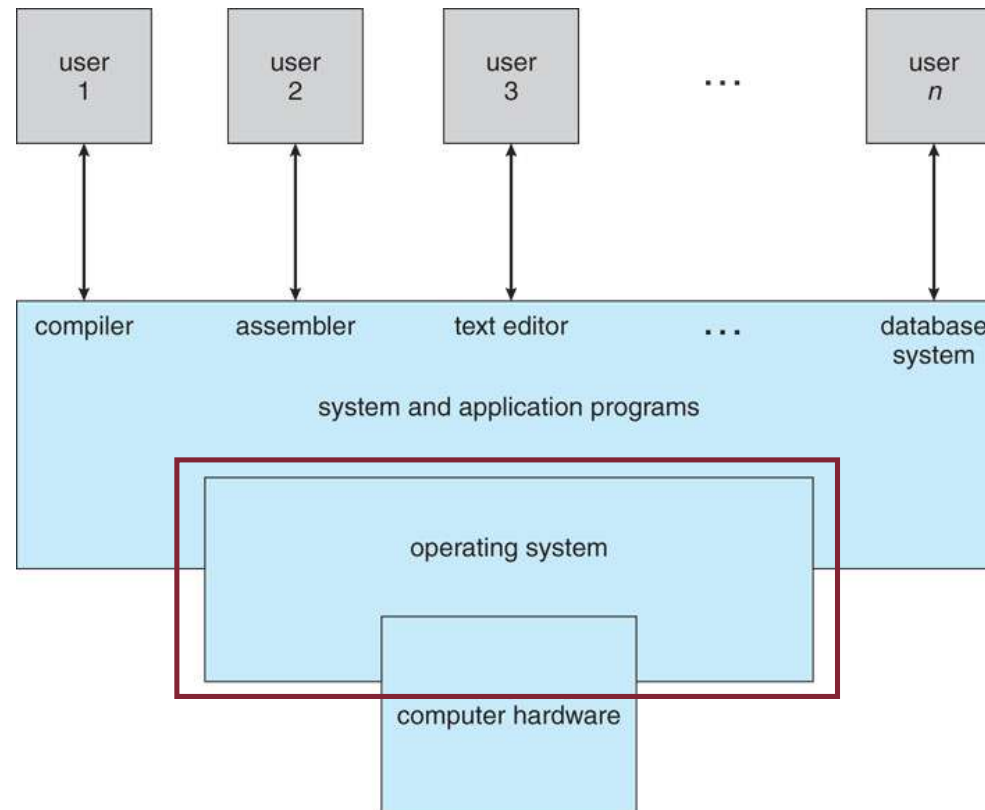 user
1
user
2
user
3
...
user
n
compiler
assembler
text editor
...
database
system
system and application programs
operating system
computer hardware